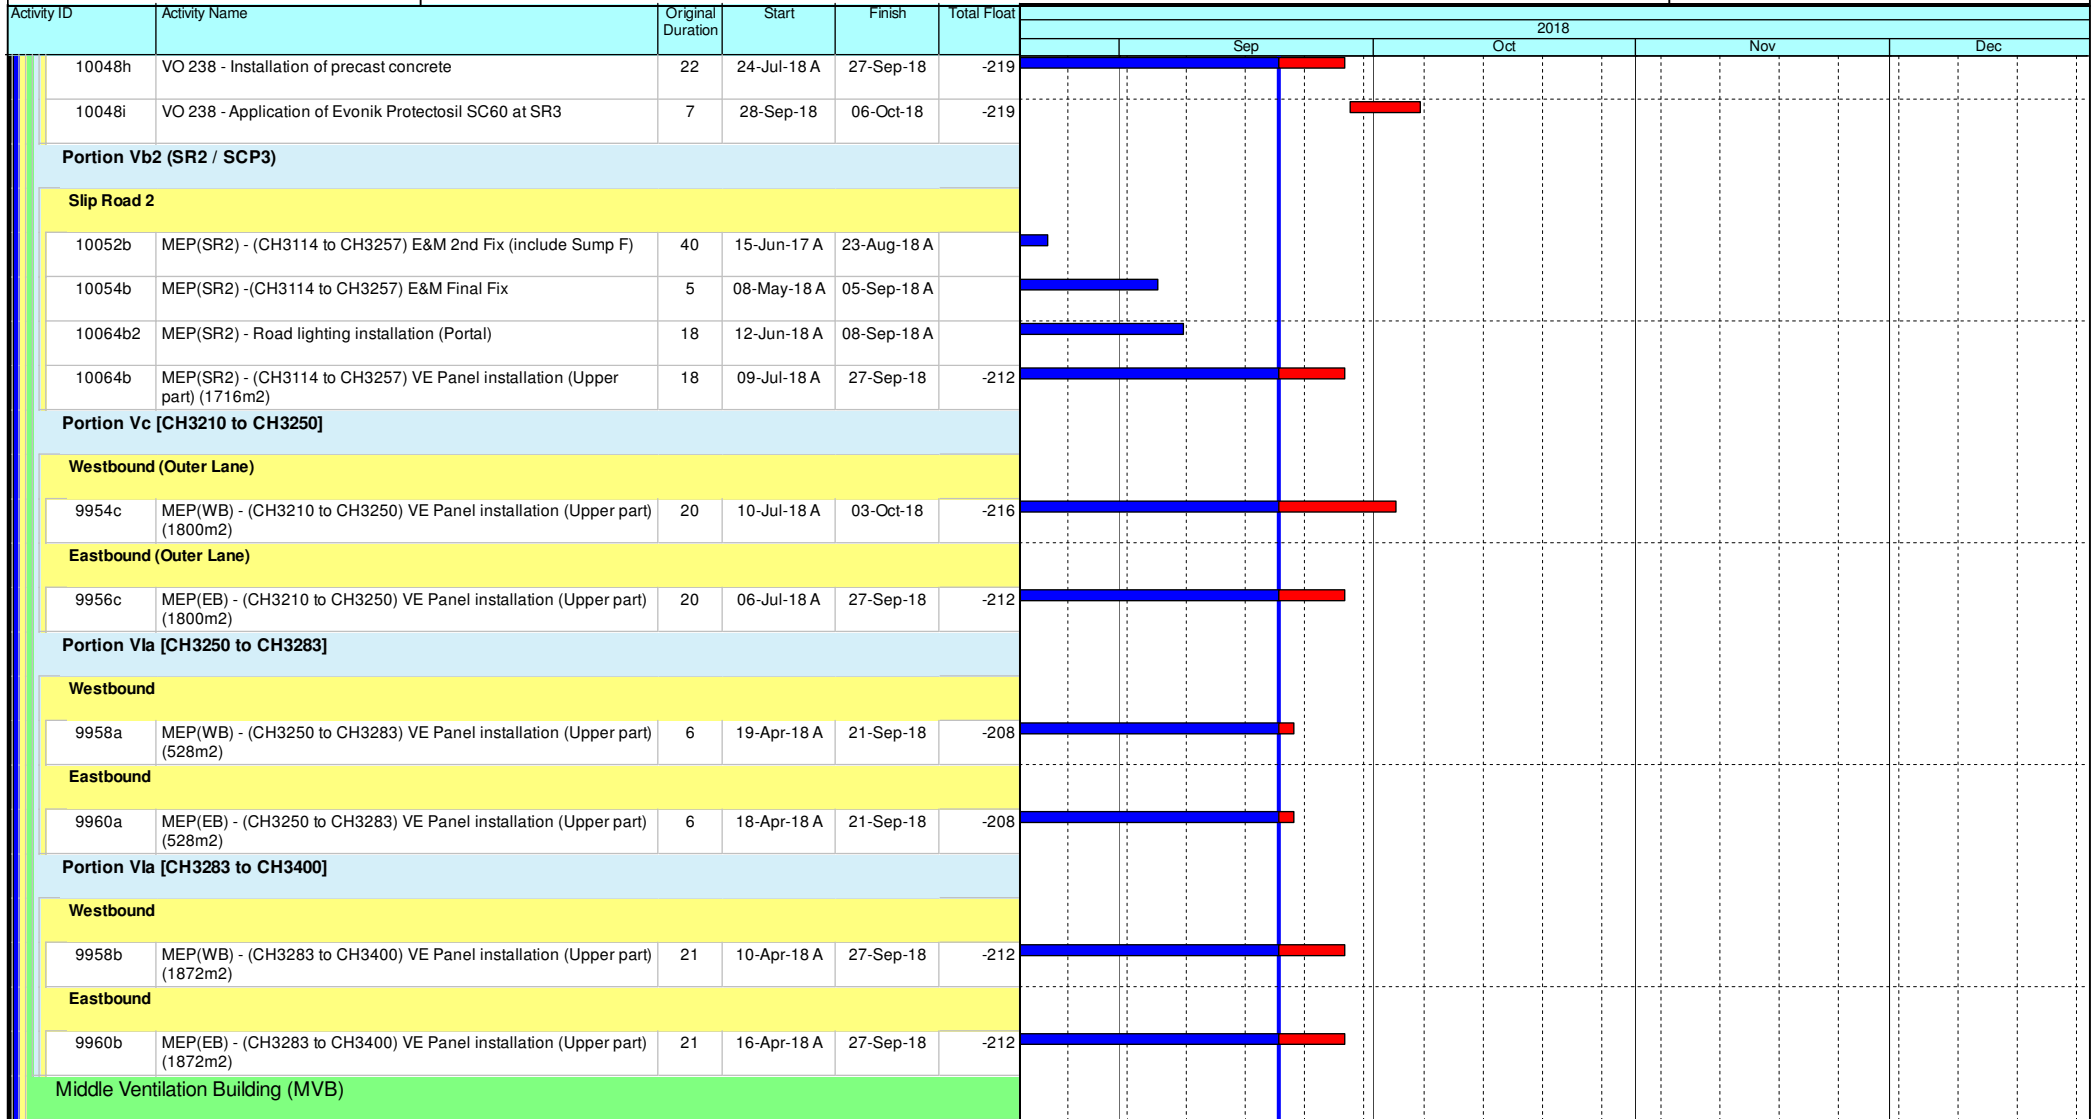 Activity ID Activity Name Original Duration Start Finish Total Float
2018
Sep Oct Nov Dec
10048h VO 238 - Installation of precast concrete 22 24-Jul-18 A 27-Sep-18 -219
10048i VO 238 - Application of Evonik Protectosil SC60 at SR3 7 28-Sep-18 06-Oct-18 -219
Portion Vb2 (SR2 / SCP3)
Slip Road 2
10052b MEP(SR2) - (CH3114 to CH3257) E&M 2nd Fix (include Sump F) 40 15-Jun-17 A 23-Aug-18 A
10054b MEP(SR2) -(CH3114 to CH3257) E&M Final Fix 5 08-May-18 A 05-Sep-18 A
10064b2 MEP(SR2) - Road lighting installation (Portal) 18 12-Jun-18 A 08-Sep-18 A
10064b MEP(SR2) - (CH3114 to CH3257) VE Panel installation (Upper 18 09-Jul-18 A 27-Sep-18 -212
part) (1716m2)
Portion Vc [CH3210 to CH3250]
Westbound (Outer Lane)
9954c MEP(WB) - (CH3210 to CH3250) VE Panel installation (Upper part) 20 10-Jul-18 A 03-Oct-18 -216
(1800m2)
Eastbound (Outer Lane)
9956c MEP(EB) - (CH3210 to CH3250) VE Panel installation (Upper part) 20 06-Jul-18 A 27-Sep-18 -212
(1800m2)
Portion VIa [CH3250 to CH3283]
Westbound
9958a MEP(WB) - (CH3250 to CH3283) VE Panel installation (Upper part) 6 19-Apr-18 A 21-Sep-18 -208
(528m2)
Eastbound
9960a MEP(EB) - (CH3250 to CH3283) VE Panel installation (Upper part) 6 18-Apr-18 A 21-Sep-18 -208
(528m2)
Portion VIa [CH3283 to CH3400]
Westbound
9958b MEP(WB) - (CH3283 to CH3400) VE Panel installation (Upper part) 21 10-Apr-18 A 27-Sep-18 -212
(1872m2)
Eastbound
9960b MEP(EB) - (CH3283 to CH3400) VE Panel installation (Upper part) 21 16-Apr-18 A 27-Sep-18 -212
(1872m2)
Middle Ventilation Building (MVB)